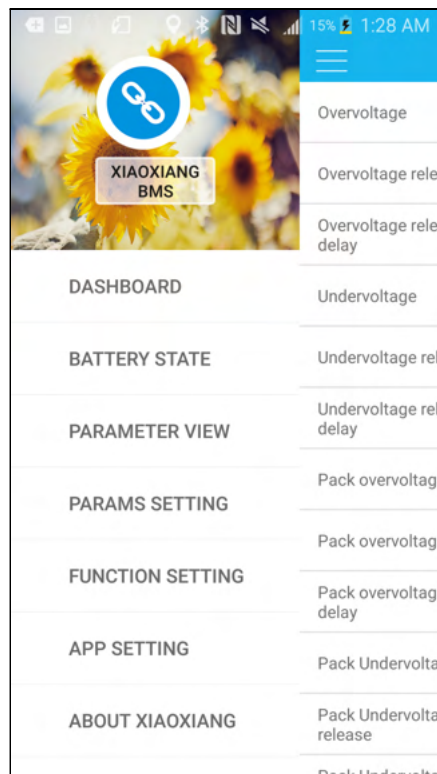 15% 1:28 AM
XIAOXIANG
BMS
DASHBOARD
BATTERY STATE
PARAMETER VIEW
PARAMS SETTING
FUNCTION SETTING
APP SETTING
ABOUT XIAOXIANG
Overvoltage
Overvoltage rele
Overvoltage rele
delay
Undervoltage
Undervoltage rel
Undervoltage rel
delay
Pack overvoltag
Pack overvoltag
Pack overvoltag
delay
Pack Undervolta
Pack Undervolta
release
Pack Undervolta